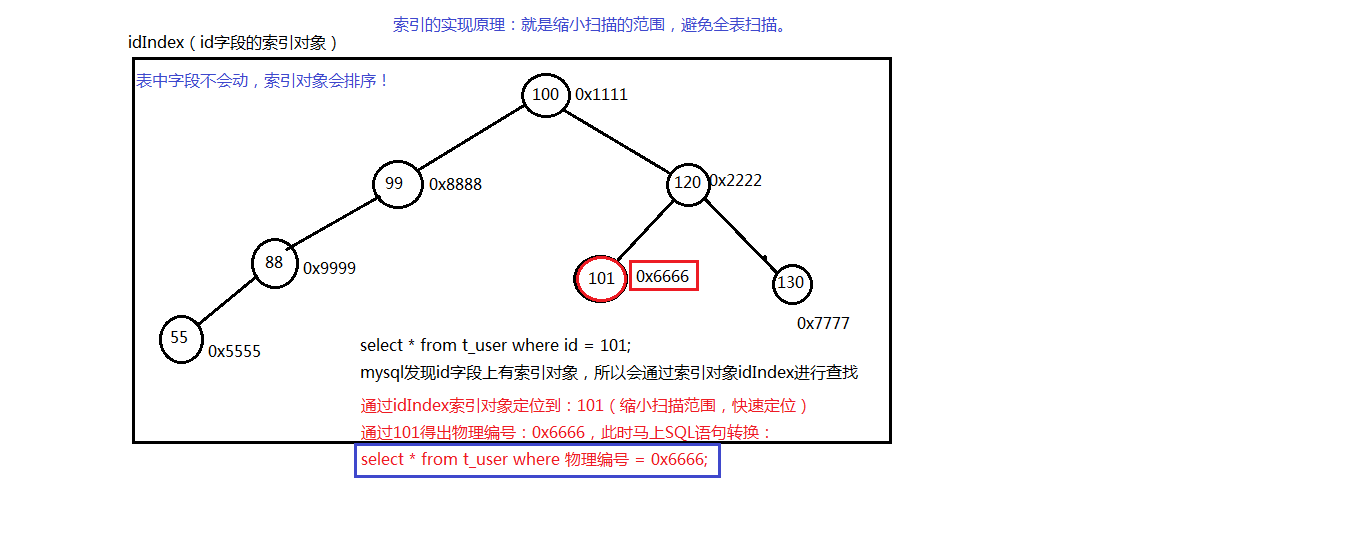 索引的实现原理：就是缩小扫描的范围，避免全表扫描。
idIndex（id字段的索引对象）
表中字段不会动，索引对象会排序！
100 0x1111
99 0x8888
120 0x2222
88 0x9999
101 0x6666
130
0x7777
55 0x5555
select * from t_user where id = 101;
mysql发现id字段上有索引对象，所以会通过索引对象idIndex进行查找
通过idIndex索引对象定位到：101（缩小扫描范围，快速定位）
通过101得出物理编号：0x6666，此时马上SQL语句转换：
select * from t_user where 物理编号 = 0x6666;